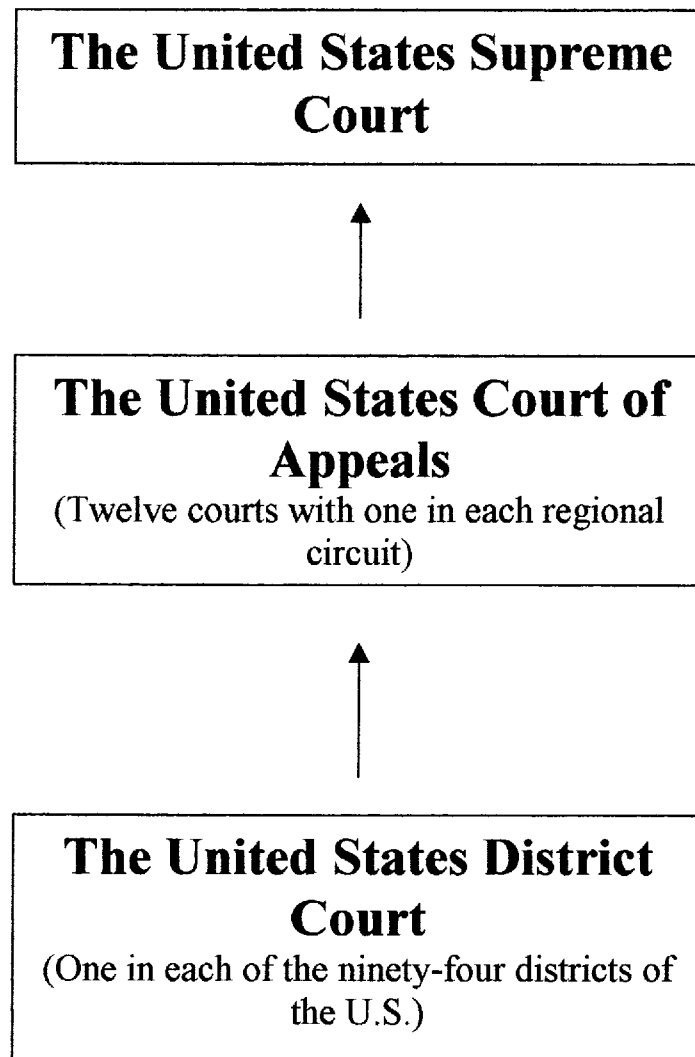 The United States Supreme
Court
The United States Court of
Appeals
(Twelve courts with one in each regional
circuit)
The United States District
Court
(One in each of the ninety-four districts of
the U.S.)